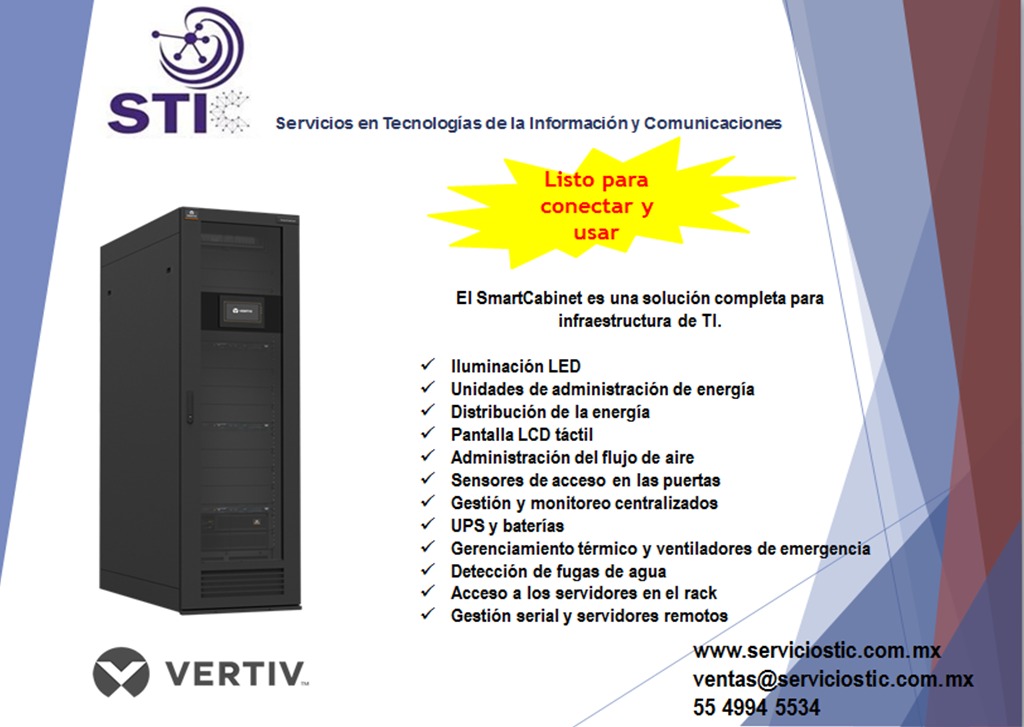 STIC
Servicios en Tecnologías de la Información y Comunicaciones
Listo para
conectar y
usar
El SmartCabinet es una solución completa para
infraestructura de TI.
✓ Iluminación LED
✓ Unidades de administración de energía
✓ Distribución de la energía
✓ Pantalla LCD táctil
✓ Administración del flujo de aire
✓ Sensores de acceso en las puertas
✓ Gestión y monitoreo centralizados
✓ UPS y baterías
✓ Gerenciamiento térmico y ventiladores de emergencia
✓ Detección de fugas de agua
✓ Acceso a los servidores en el rack
✓ Gestión serial y servidores remotos
VERTIV
VERTIV™
www.serviciostic.com.mx
ventas@serviciostic.com.mx
55 4994 5534